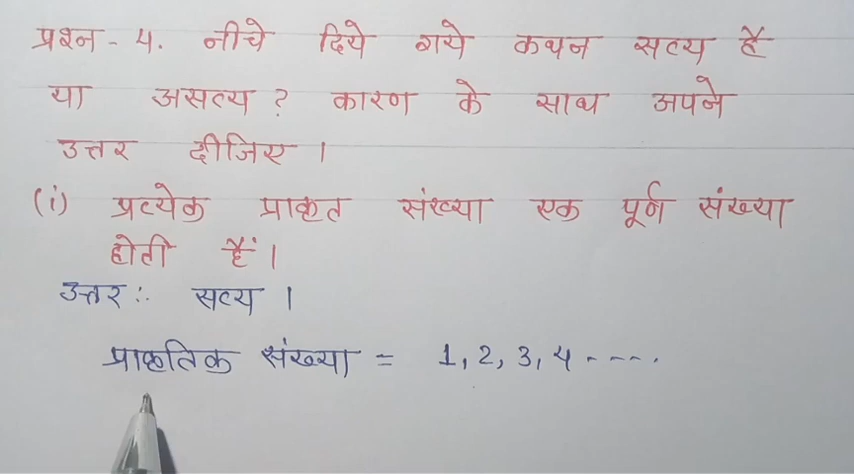 प्रश्न - 4. नीचे दिये गये कथन सत्य है
या असत्य ? कारण के साथ अपने
उत्तर दीजिए ।
(i) प्रत्येक प्राकृत संख्या एक पूर्ण संख्या
होती हैं ।
उत्तर :- सत्य ।
प्राकृतिक संख्या = 1, 2, 3, 4 -----